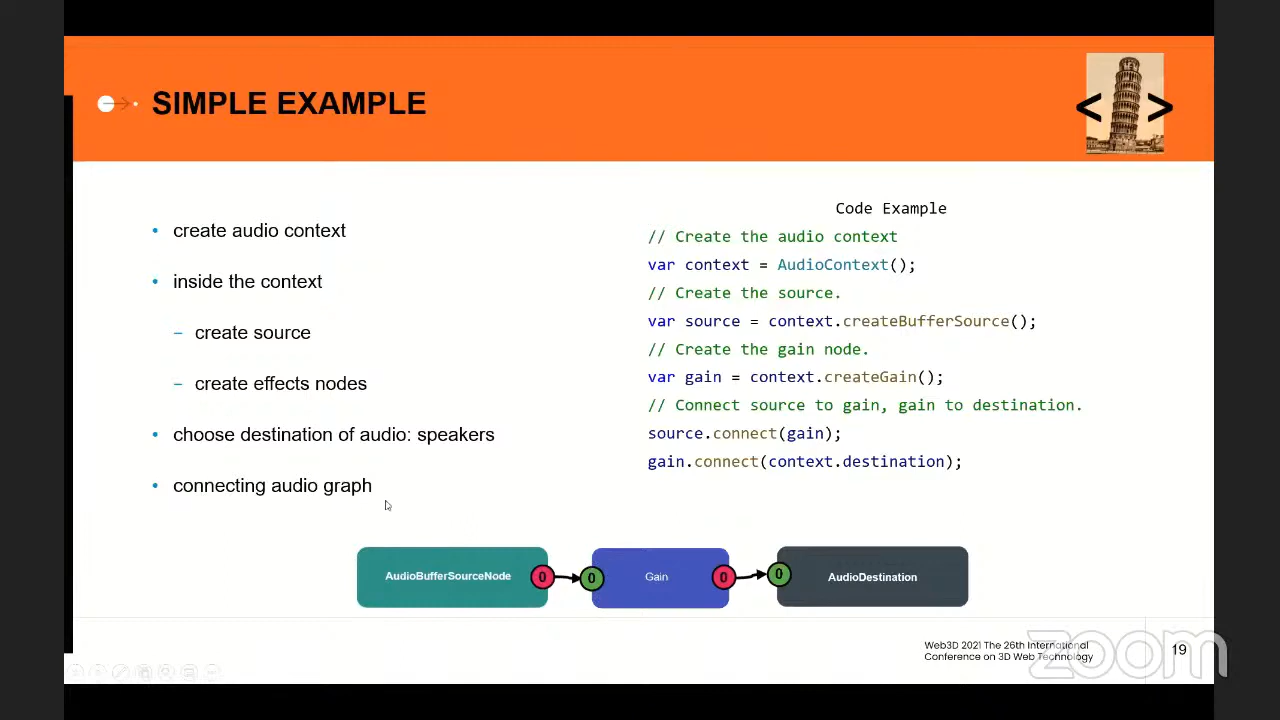 SIMPLE EXAMPLE
< >
• create audio context
• inside the context
– create source
– create effects nodes
• choose destination of audio: speakers
• connecting audio graph
Code Example
// Create the audio context
var context = AudioContext();
// Create the source.
var source = context.createBufferSource();
// Create the gain node.
var gain = context.createGain();
// Connect source to gain, gain to destination.
source.connect(gain);
gain.connect(context.destination);
AudioBufferSourceNode 0 0 Gain 0 0 AudioDestination
Web3D 2021 The 26th International
Conference on 3D Web Technology
19
zoom